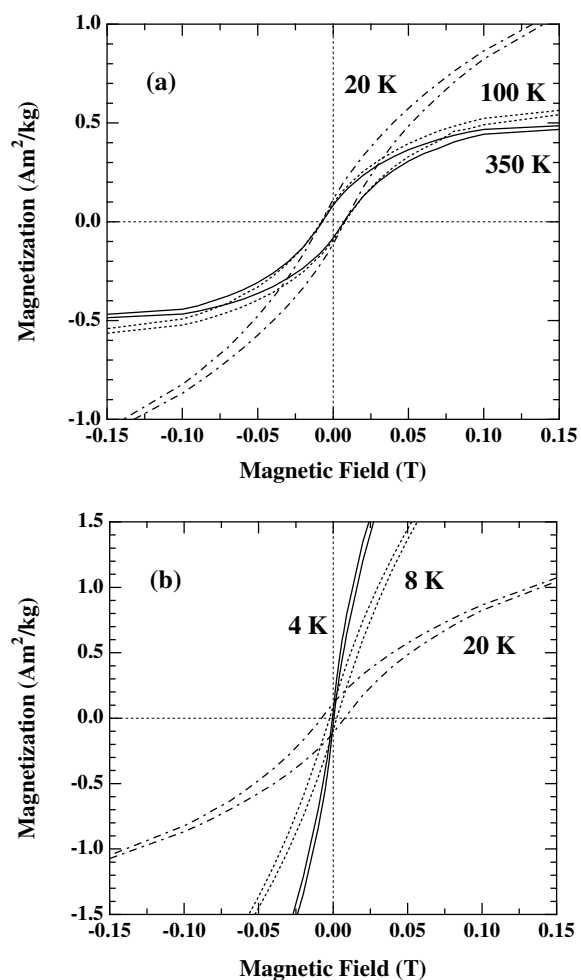 1.0
(a)
20 K
100 K
0.5
350 K
0.0
-0.5
-1.0
-0.15 -0.10 -0.05 0.00 0.05 0.10 0.15
Magnetization (Am²/kg)
Magnetic Field (T)
1.5
(b)
8 K
1.0
4 K
20 K
0.5
0.0
-0.5
-1.0
-1.5
-0.15 -0.10 -0.05 0.00 0.05 0.10 0.15
Magnetization (Am²/kg)
Magnetic Field (T)